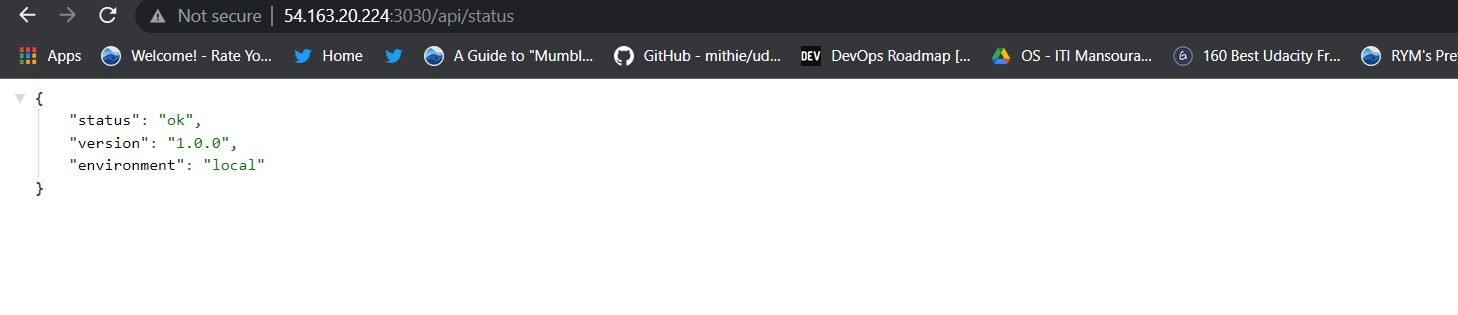 Not secure | 54.163.20.224:3030/api/status
Apps Welcome! - Rate Yo... Home A Guide to "Mumbl... GitHub - mithie/ud... DEV DevOps Roadmap [... OS - ITI Mansoura... G 160 Best Udacity Fr... RYM's Pre
{
"status": "ok",
"version": "1.0.0",
"environment": "local"
}